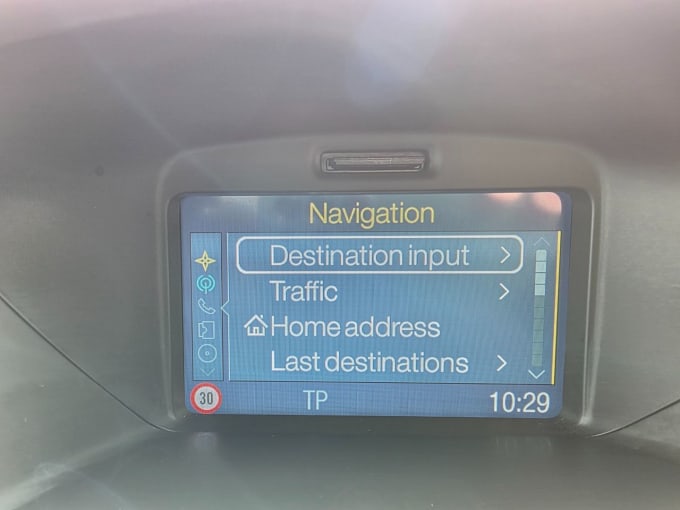 Navigation
Destination input
Traffic
Home address
Last destinations
30 TP 10:29